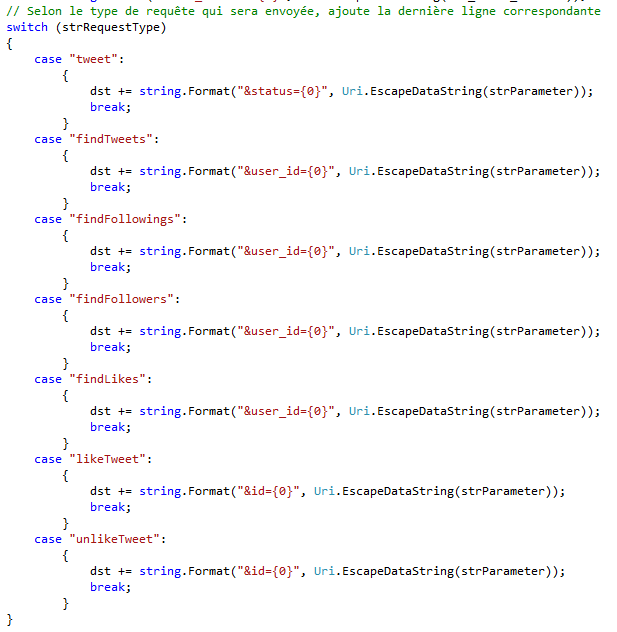 // Selon le type de requête qui sera envoyée, ajoute la dernière ligne correspondante
switch (strRequestType)
{
    case "tweet":
        {
            dst += string.Format("&status={0}", Uri.EscapeDataString(strParameter));
            break;
        }
    case "findTweets":
        {
            dst += string.Format("&user_id={0}", Uri.EscapeDataString(strParameter));
            break;
        }
    case "findFollowings":
        {
            dst += string.Format("&user_id={0}", Uri.EscapeDataString(strParameter));
            break;
        }
    case "findFollowers":
        {
            dst += string.Format("&user_id={0}", Uri.EscapeDataString(strParameter));
            break;
        }
    case "findLikes":
        {
            dst += string.Format("&user_id={0}", Uri.EscapeDataString(strParameter));
            break;
        }
    case "likeTweet":
        {
            dst += string.Format("&id={0}", Uri.EscapeDataString(strParameter));
            break;
        }
    case "unlikeTweet":
        {
            dst += string.Format("&id={0}", Uri.EscapeDataString(strParameter));
            break;
        }
}